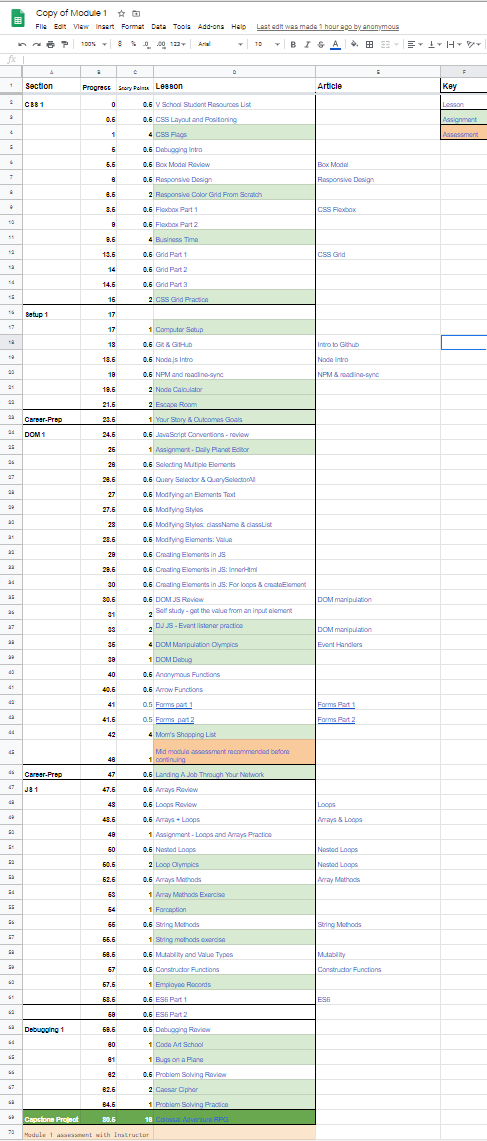 Copy of Module 1
File Edit View Insert Format Data Tools Add-ons Help Last edit was made 1 hour ago by anonymous
100% $ % .0 .00 123 Arial 10 B I S A
fx
A B C D E F
1 Section Progress Story Points Lesson Article Key
2 CSS 1 0 0.5 V School Student Resources List Lesson
3 0.5 0.5 CSS Layout and Positioning Assignment
4 1 4 CSS Flags Assessment
5 5 0.5 Debugging Intro
6 5.5 0.5 Box Model Review Box Model
7 6 0.5 Responsive Design Responsive Design
8 6.5 2 Responsive Color Grid From Scratch
9 8.5 0.5 Flexbox Part 1 CSS Flexbox
10 9 0.5 Flexbox Part 2
11 9.5 4 Business Time
12 13.5 0.5 Grid Part 1 CSS Grid
13 14 0.5 Grid Part 2
14 14.5 0.5 Grid Part 3
15 15 2 CSS Grid Practice
16 Setup 1 17
17 17 1 Computer Setup
18 18 0.5 Git & GitHub Intro to Github
19 18.5 0.5 Node.js Intro Node Intro
20 19 0.5 NPM and readline-sync NPM & readline-sync
21 19.5 2 Node Calculator
22 21.5 2 Escape Room
23 Career-Prep 23.5 1 Your Story & Outcomes Goals
24 DOM 1 24.5 0.5 JavaScript Conventions - review
25 25 1 Assignment - Daily Planet Editor
26 26 0.5 Selecting Multiple Elements
27 26.5 0.5 Query Selector & QuerySelectorAll
28 27 0.5 Modifying an Elements Text
29 27.5 0.5 Modifying Styles
30 28 0.5 Modifying Styles: className & classList
31 28.5 0.5 Modifying Elements: Value
32 29 0.5 Creating Elements in JS
33 29.5 0.5 Creating Elements in JS: InnerHtml
34 30 0.5 Creating Elements in JS: For loops & createElement
35 30.5 0.5 DOM JS Review DOM manipulation
36 31 2 Self study - get the value from an input element
37 33 2 DJ JS - Event listener practice DOM manipulation
38 35 4 DOM Manipulation Olympics Event Handlers
39 39 1 DOM Debug
40 40 0.5 Anonymous Functions
41 40.5 0.5 Arrow Functions
42 41 0.5 Forms part 1 Forms Part 1
43 41.5 0.5 Forms part 2 Forms Part 2
44 42 4 Mom's Shopping List
45 46 1 Mid module assessment recommended before
continuing
46 Career-Prep 47 0.5 Landing A Job Through Your Network
47 JS 1 47.5 0.5 Arrays Review
48 48 0.5 Loops Review Loops
49 48.5 0.5 Arrays + Loops Arrays & Loops
50 49 1 Assignment - Loops and Arrays Practice
51 50 0.5 Nested Loops Nested Loops
52 50.5 2 Loop Olympics Nested Loops
53 52.5 0.5 Arrays Methods Array Methods
54 53 1 Array Methods Exercise
55 54 1 Forception
56 55 0.5 String Methods String Methods
57 55.5 1 String methods exercise
58 56.5 0.5 Mutability and Value Types Mutability
59 57 0.5 Constructor Functions Constructor Functions
60 57.5 1 Employee Records
61 58.5 0.5 ES6 Part 1 ES6
62 59 0.5 ES6 Part 2
63 Debugging 1 59.5 0.5 Debugging Review
64 60 1 Code Art School
65 61 1 Bugs on a Plane
66 62 0.5 Problem Solving Review
67 62.5 2 Caesar Cipher
68 64.5 1 Problem Solving Practice
69 Capstone Project 80.5 16 Colossal Adventure RPG
70 Module 1 assessment with Instructor